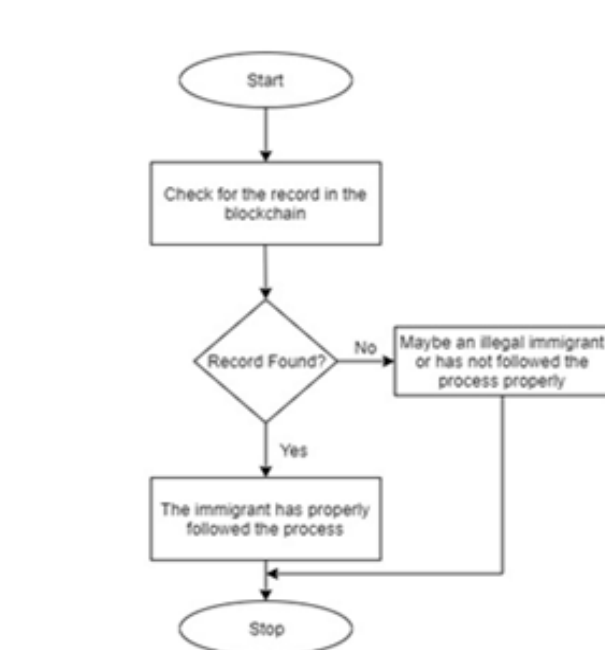 Start
Check for the record in the
blockchain
Record Found?
No
Maybe an illegal immigrant
or has not followed the
process properly
Yes
The immigrant has properly
followed the process
Stop